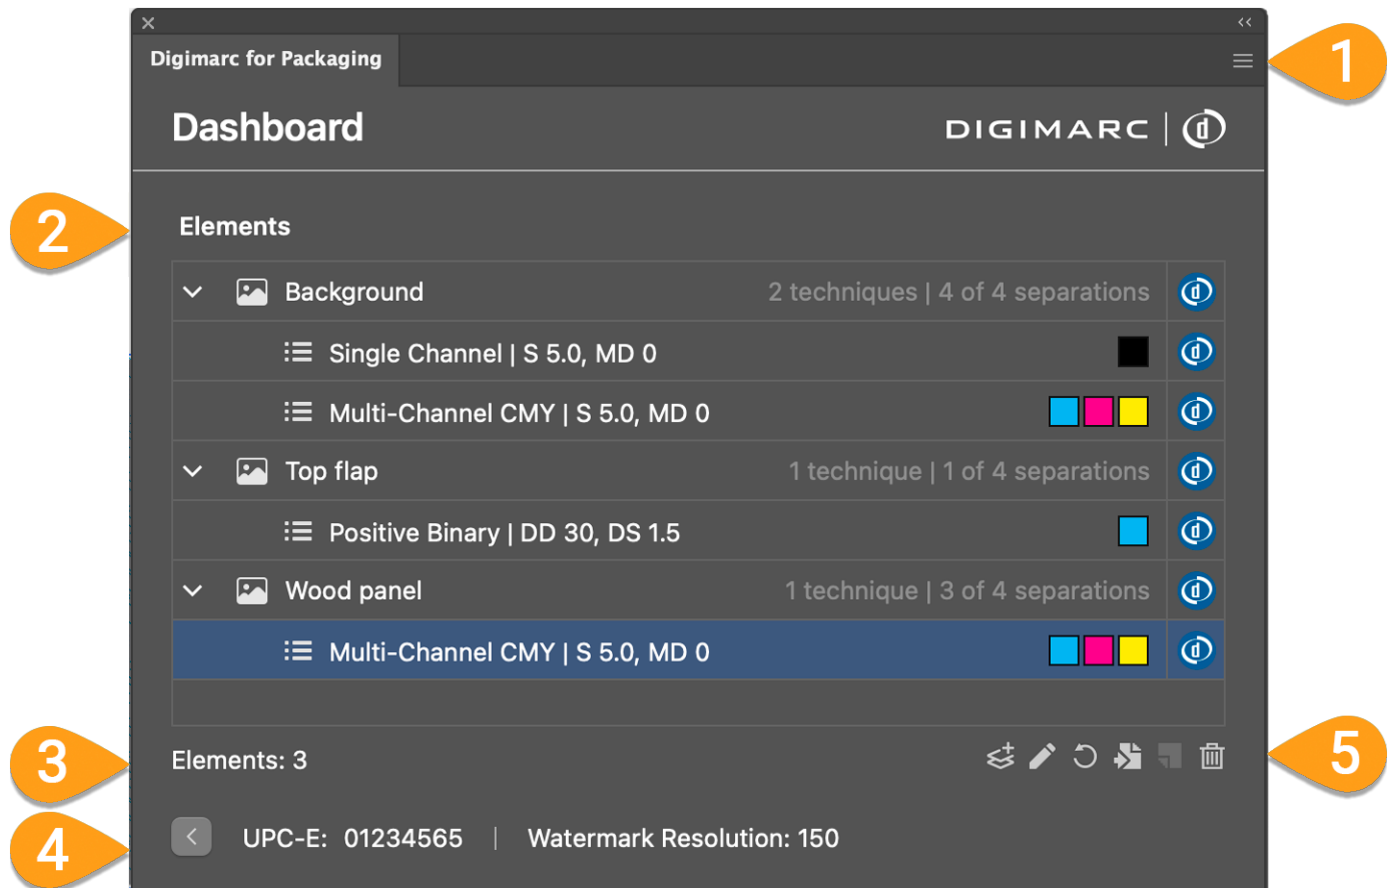 Digimarc for Packaging
1
Dashboard
DIGIMARC | d
2
Elements
Background 2 techniques | 4 of 4 separations
Single Channel | S 5.0, MD 0
Multi-Channel CMY | S 5.0, MD 0
Top flap 1 technique | 1 of 4 separations
Positive Binary | DD 30, DS 1.5
Wood panel 1 technique | 3 of 4 separations
Multi-Channel CMY | S 5.0, MD 0
3
Elements: 3
5
4
UPC-E: 01234565 | Watermark Resolution: 150